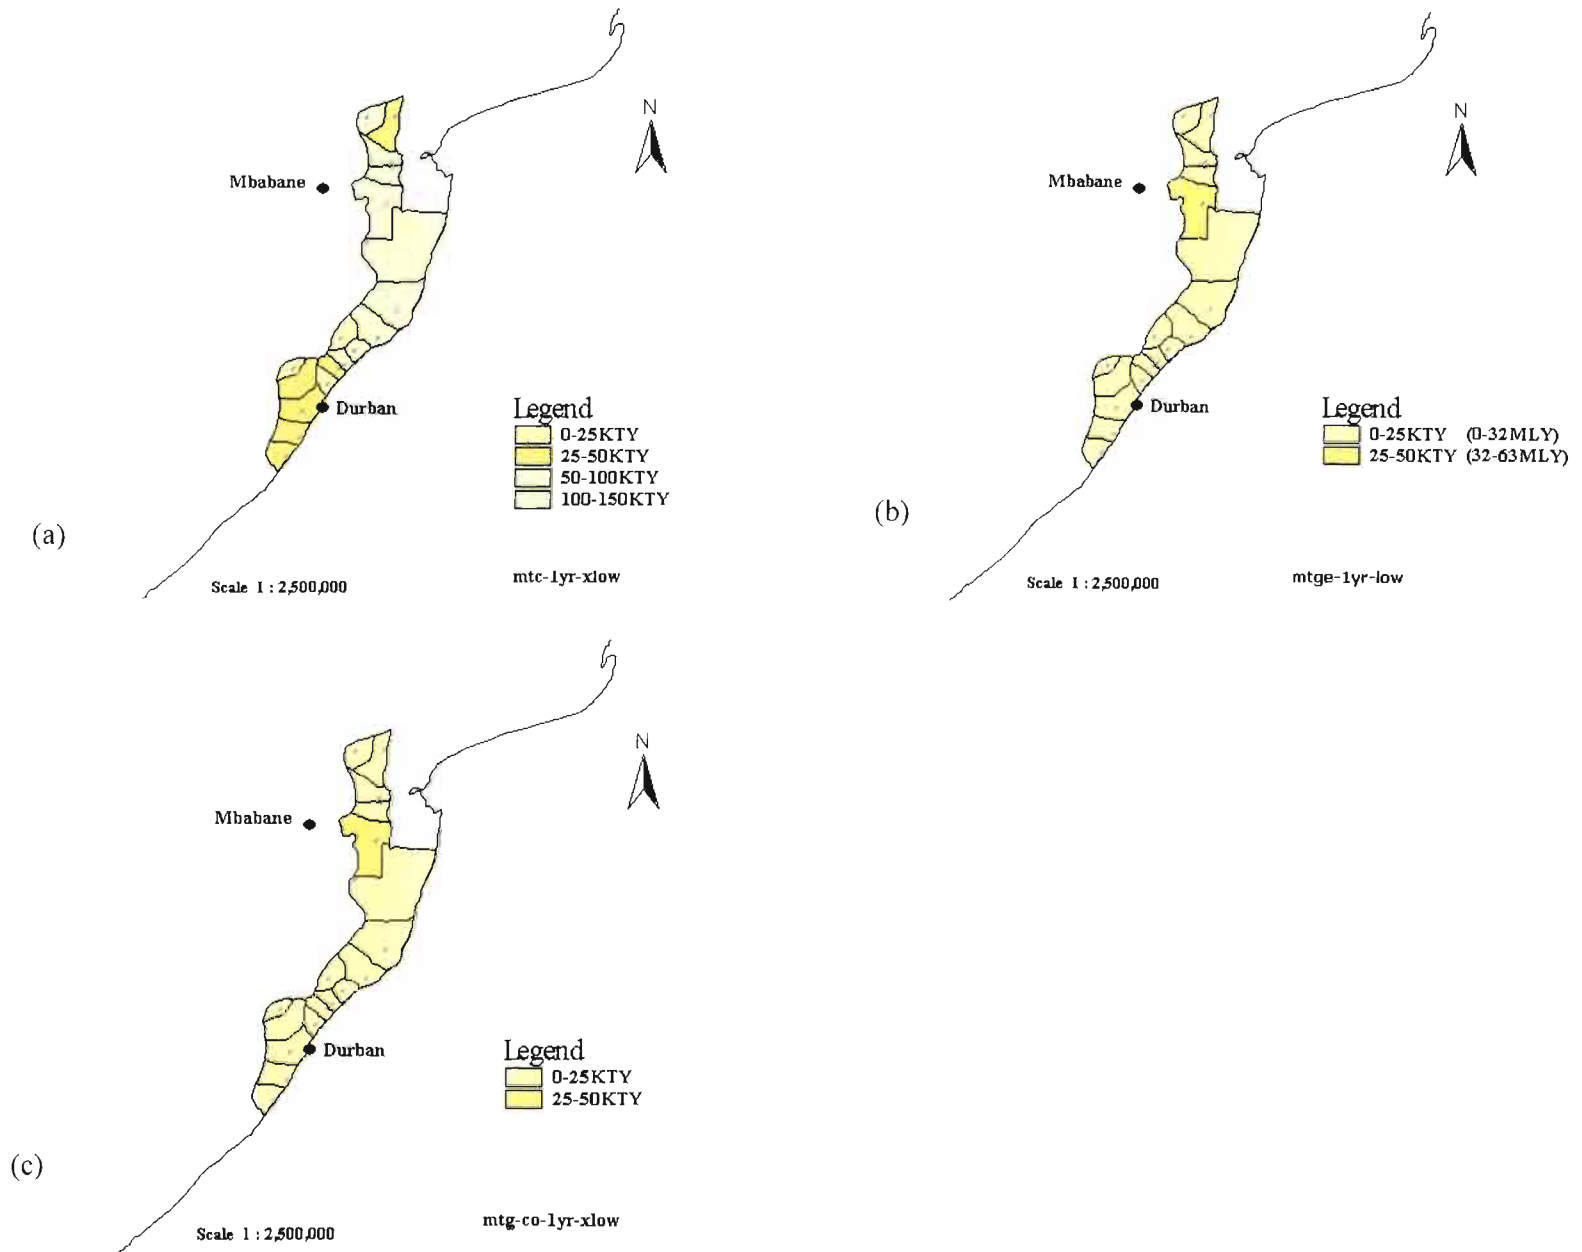 N
Mbabane
Durban
Legend
0-25KTY
25-50KTY
50-100KTY
100-150KTY
(a)
Scale 1 : 2,500,000
mtc-1yr-xlow
N
Mbabane
Durban
Legend
0-25KTY (0-32MLY)
25-50KTY (32-63MLY)
(b)
Scale 1 : 2,500,000
mtge-1yr-low
N
Mbabane
Durban
Legend
0-25KTY
25-50KTY
(c)
Scale 1 : 2,500,000
mtg-co-1yr-xlow